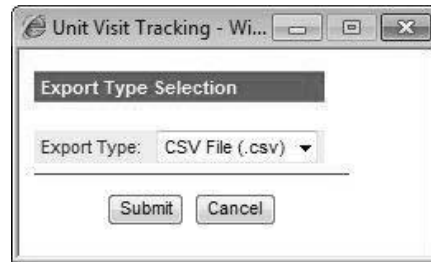 Unit Visit Tracking - Wi...
Export Type Selection
Export Type: CSV File (.csv)
Submit Cancel